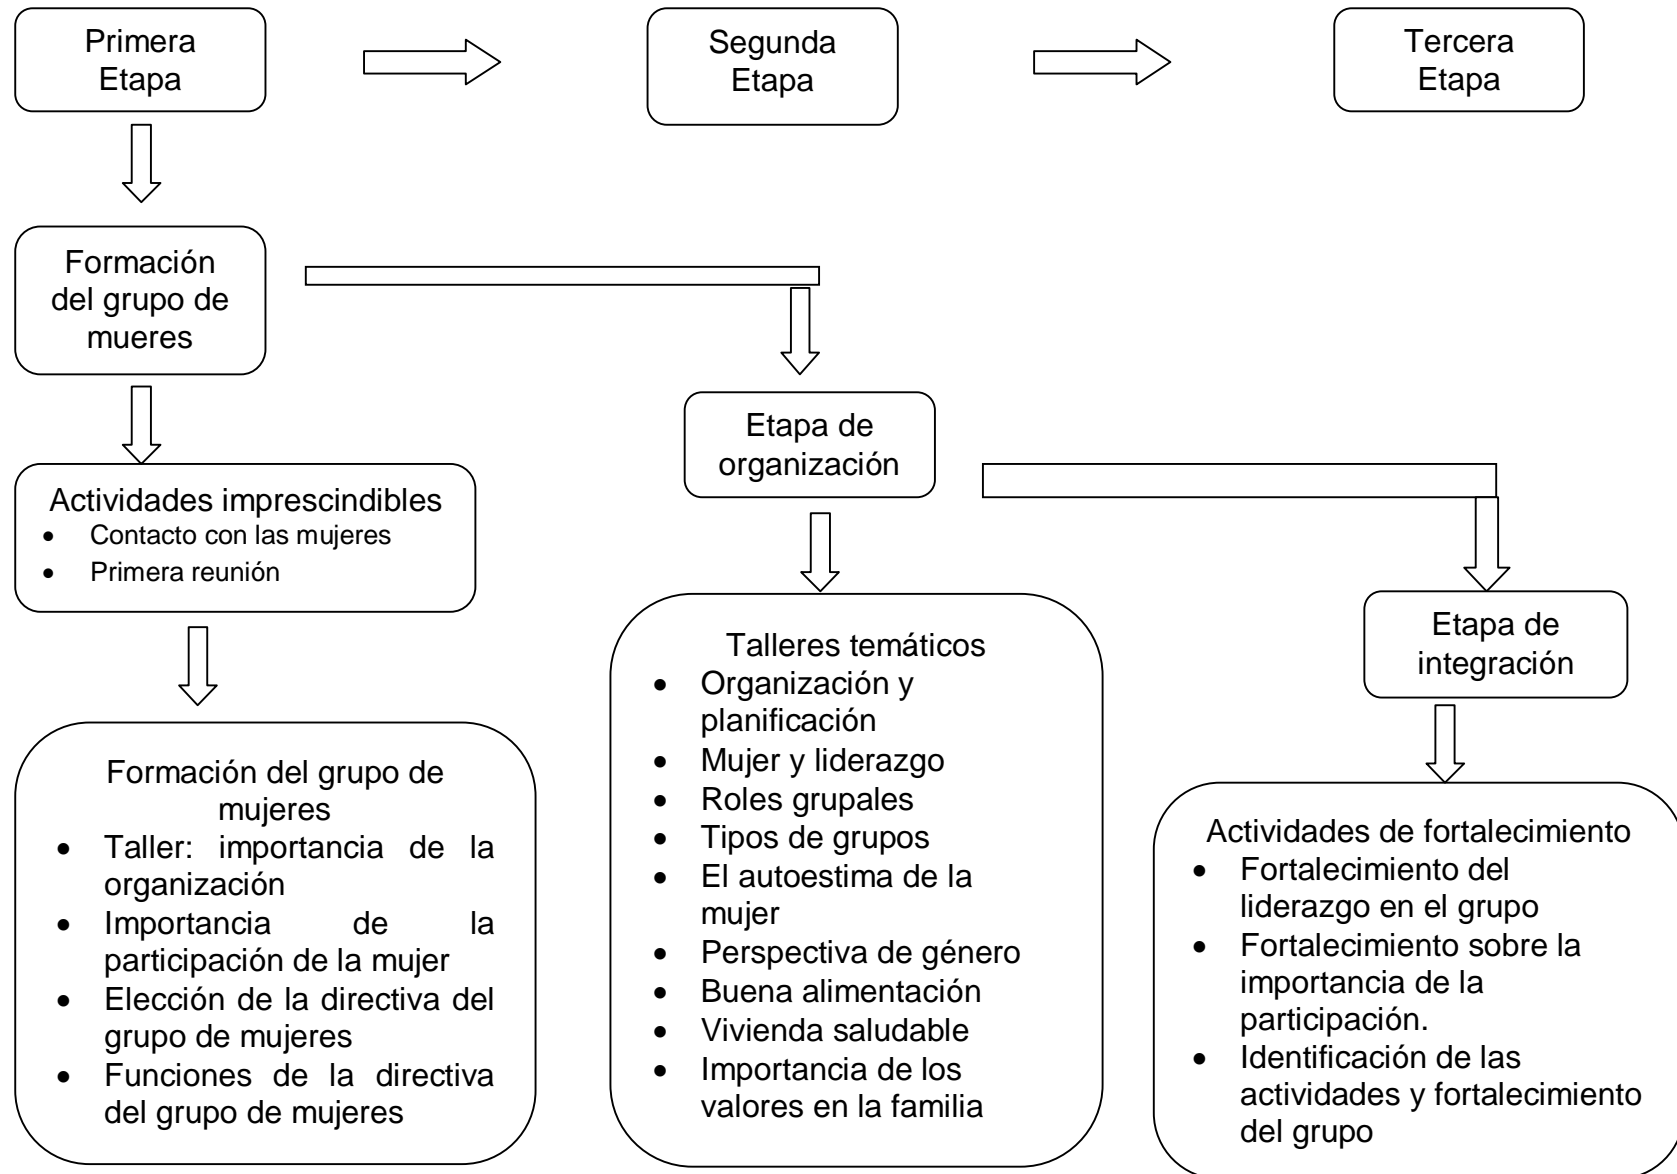 Primera
Etapa
Segunda
Etapa
Tercera
Etapa
Formación
del grupo de
mueres
Etapa de
organización
Actividades imprescindibles
• Contacto con las mujeres
• Primera reunión
Etapa de
integración
Formación del grupo de
mujeres
• Taller: importancia de la
organización
• Importancia de la
participación de la mujer
• Elección de la directiva del
grupo de mujeres
• Funciones de la directiva
del grupo de mujeres
Talleres temáticos
• Organización y
planificación
• Mujer y liderazgo
• Roles grupales
• Tipos de grupos
• El autoestima de la
mujer
• Perspectiva de género
• Buena alimentación
• Vivienda saludable
• Importancia de los
valores en la familia
Actividades de fortalecimiento
• Fortalecimiento del
liderazgo en el grupo
• Fortalecimiento sobre la
importancia de la
participación.
• Identificación de las
actividades y fortalecimiento
del grupo